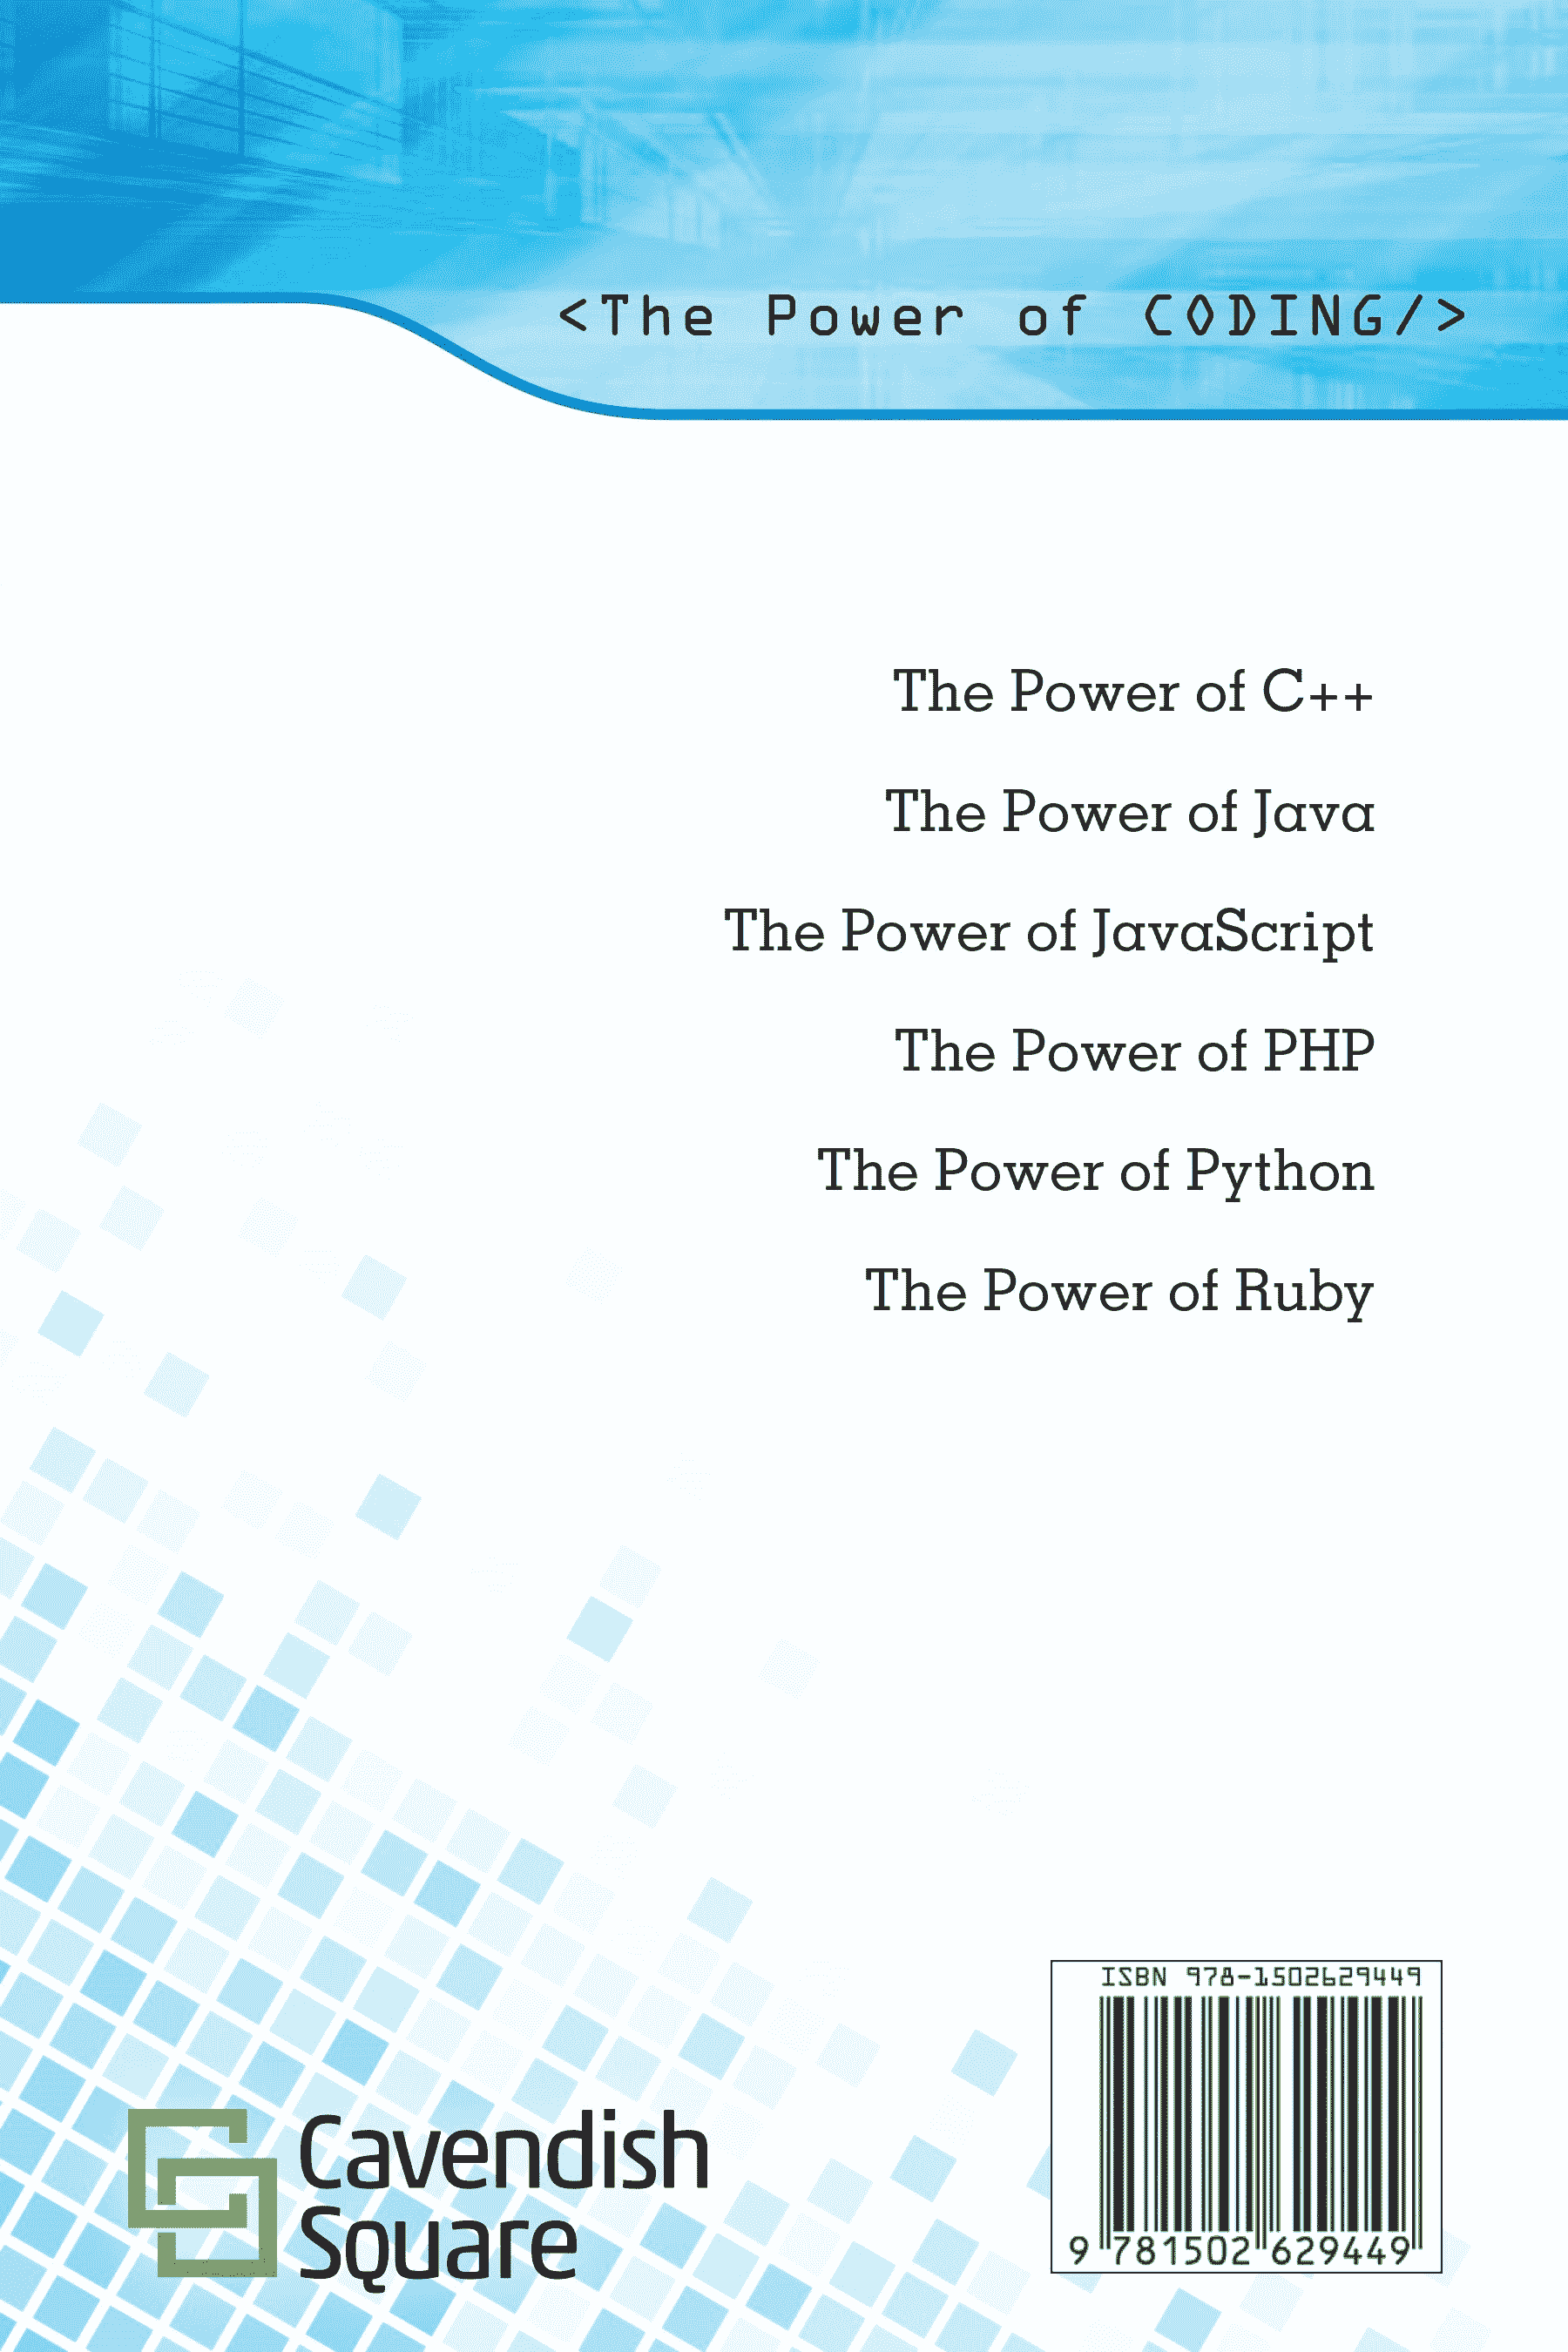 <The Power of CODING/>
The Power of C++
The Power of Java
The Power of JavaScript
The Power of PHP
The Power of Python
The Power of Ruby
ISBN 978-1502629449
9 781502 629449
Cavendish
Square